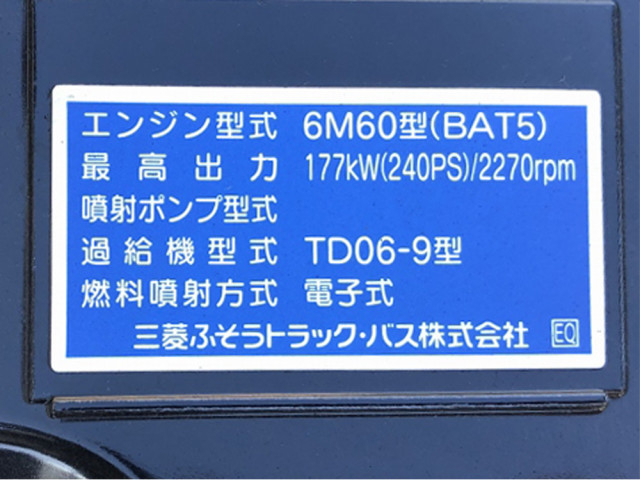 エンジン型式 6M60型(BAT5)
最高出力 177kW(240PS)/2270rpm
噴射ポンプ型式
過給機型式 TD06-9型
燃料噴射方式 電子式
三菱ふそうトラック・バス株式会社 EQ